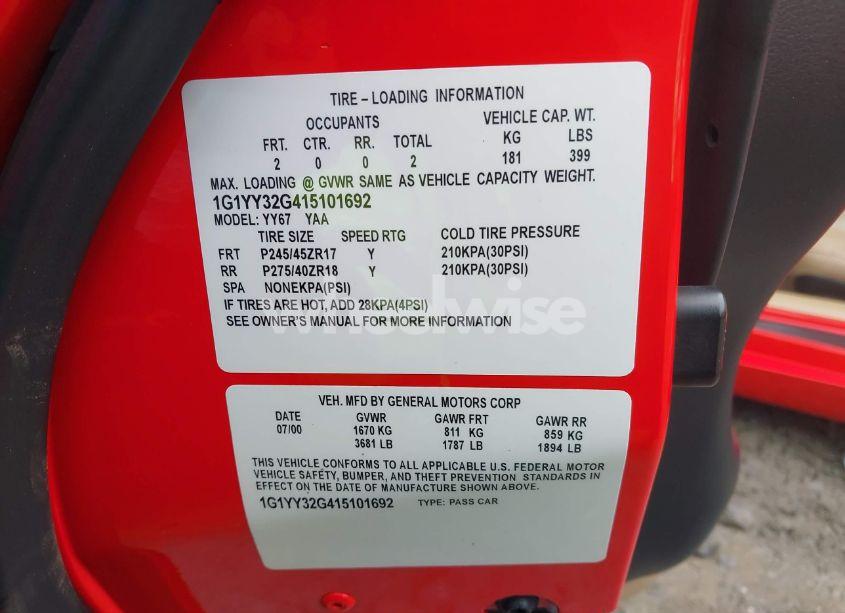 TIRE – LOADING INFORMATION
OCCUPANTS VEHICLE CAP. WT.
FRT. CTR. RR. TOTAL KG LBS
2 0 0 2 181 399
MAX. LOADING @ GVWR SAME AS VEHICLE CAPACITY WEIGHT.
1G1YY32G415101692
MODEL: YY67 YAA
TIRE SIZE SPEED RTG COLD TIRE PRESSURE
FRT P245/45ZR17 Y 210KPA(30PSI)
RR P275/40ZR18 Y 210KPA(30PSI)
SPA NONEKPA(PSI)
IF TIRES ARE HOT, ADD 28KPA(4PSI)
SEE OWNER'S MANUAL FOR MORE INFORMATION
wheelwise
VEH. MFD BY GENERAL MOTORS CORP
DATE GVWR GAWR FRT GAWR RR
07/00 1670 KG 811 KG 859 KG
3681 LB 1787 LB 1894 LB
THIS VEHICLE CONFORMS TO ALL APPLICABLE U.S. FEDERAL MOTOR
VEHICLE SAFETY, BUMPER, AND THEFT PREVENTION STANDARDS IN
EFFECT ON THE DATE OF MANUFACTURE SHOWN ABOVE.
1G1YY32G415101692 TYPE: PASS CAR